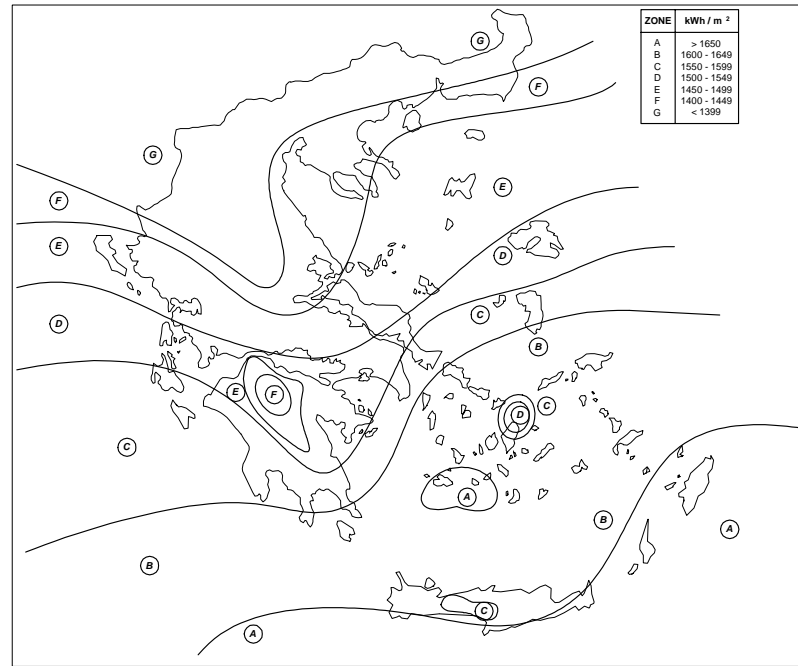 ZONE kWh / m ²
A > 1650
B 1600 - 1649
C 1550 - 1599
D 1500 - 1549
E 1450 - 1499
F 1400 - 1449
G < 1399
G
F
G
E
F
E
D
D
C
B
E
F
C
D
C
A
B
A
B
C
A